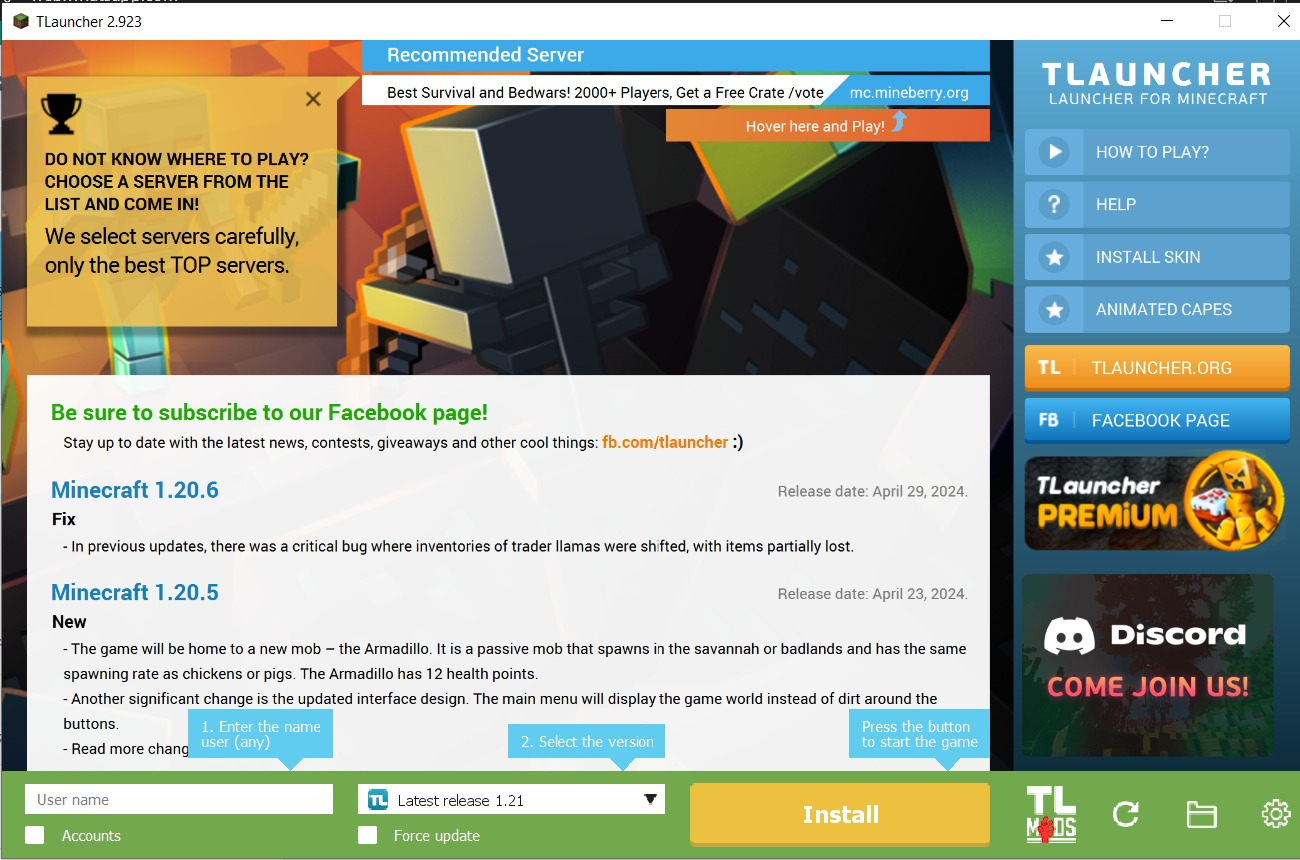 TLauncher 2.923
Recommended Server
Best Survival and Bedwars! 2000+ Players, Get a Free Crate /vote
mc.mineberry.org
Hover here and Play!
DO NOT KNOW WHERE TO PLAY?
CHOOSE A SERVER FROM THE
LIST AND COME IN!
We select servers carefully,
only the best TOP servers.
Be sure to subscribe to our Facebook page!
Stay up to date with the latest news, contests, giveaways and other cool things: fb.com/tlauncher :)
Minecraft 1.20.6
Release date: April 29, 2024.
Fix
- In previous updates, there was a critical bug where inventories of trader llamas were shifted, with items partially lost.
Minecraft 1.20.5
Release date: April 23, 2024.
New
- The game will be home to a new mob – the Armadillo. It is a passive mob that spawns in the savannah or badlands and has the same
spawning rate as chickens or pigs. The Armadillo has 12 health points.
- Another significant change is the updated interface design. The main menu will display the game world instead of dirt around the
buttons.
- Read more chang
1. Enter the name
user (any)
2. Select the version
Press the button
to start the game
User name
Latest release 1.21
Install
Accounts
Force update
TLAUNCHER
LAUNCHER FOR MINECRAFT
HOW TO PLAY?
HELP
INSTALL SKIN
ANIMATED CAPES
TL TLAUNCHER.ORG
FB FACEBOOK PAGE
TLauncher
PREMIUM
Discord
COME JOIN US!
TL
MODS